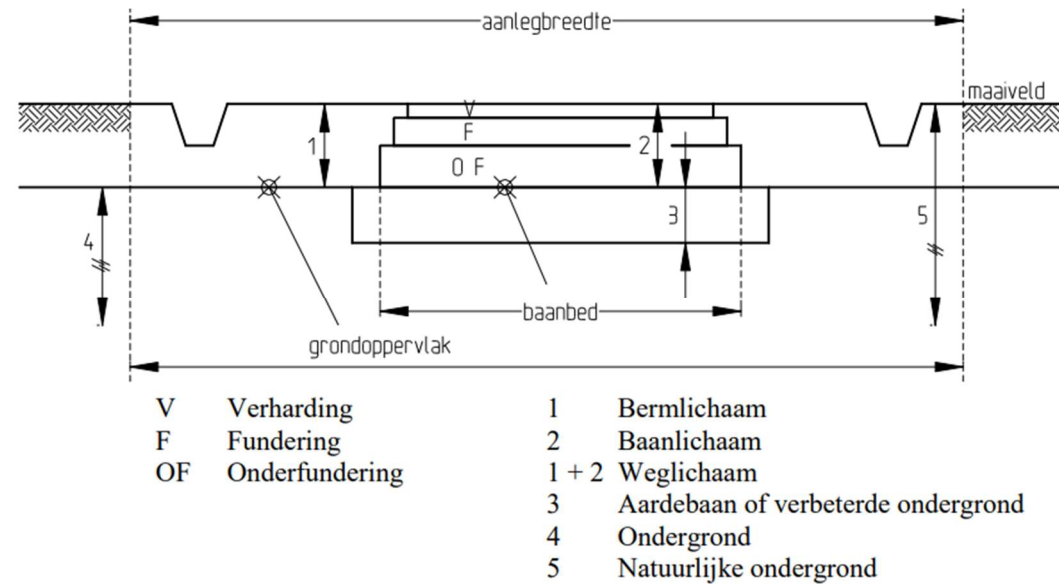 aanlegbreedte
maaiveld
V
F
1
2
O F
3
4
5
baanbed
grondoppervlak
V Verharding
F Fundering
OF Onderfundering
1 Bermlichaam
2 Baanlichaam
1 + 2 Weglichaam
3 Aardebaan of verbeterde ondergrond
4 Ondergrond
5 Natuurlijke ondergrond